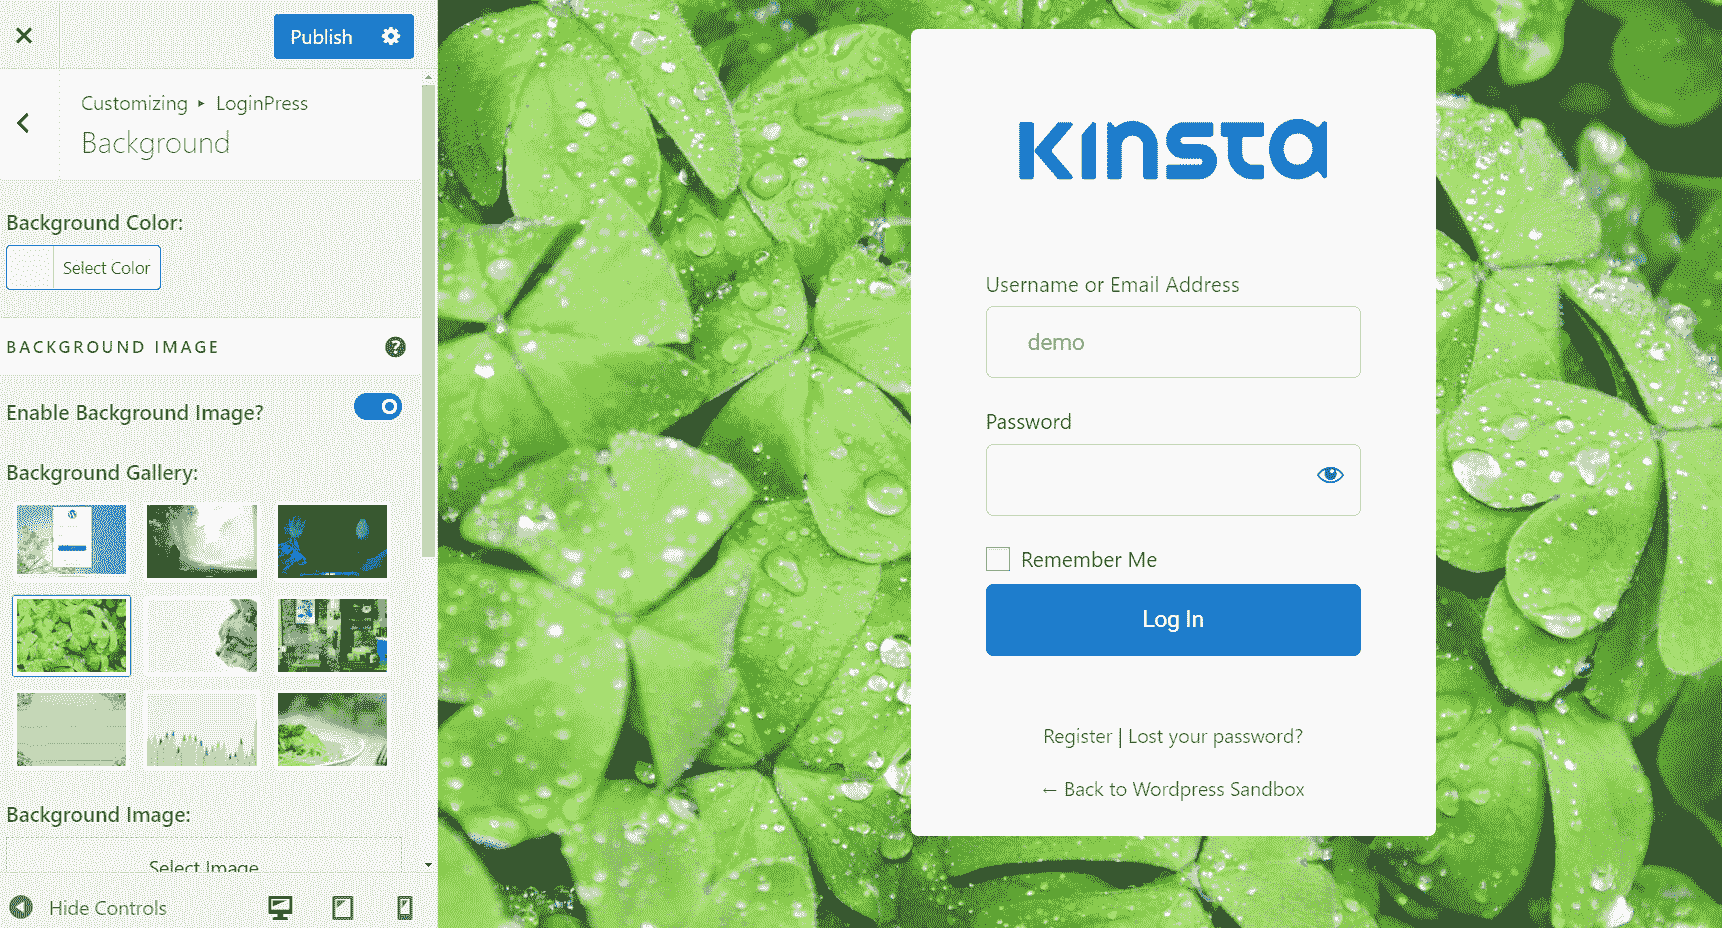 Publish
Customizing ▸ LoginPress
Background
Background Color:
Select Color
BACKGROUND IMAGE
Enable Background Image?
Background Gallery:
Background Image:
Select Image
Hide Controls
KINSTA
Username or Email Address
demo
Password
Remember Me
Log In
Register | Lost your password?
← Back to Wordpress Sandbox